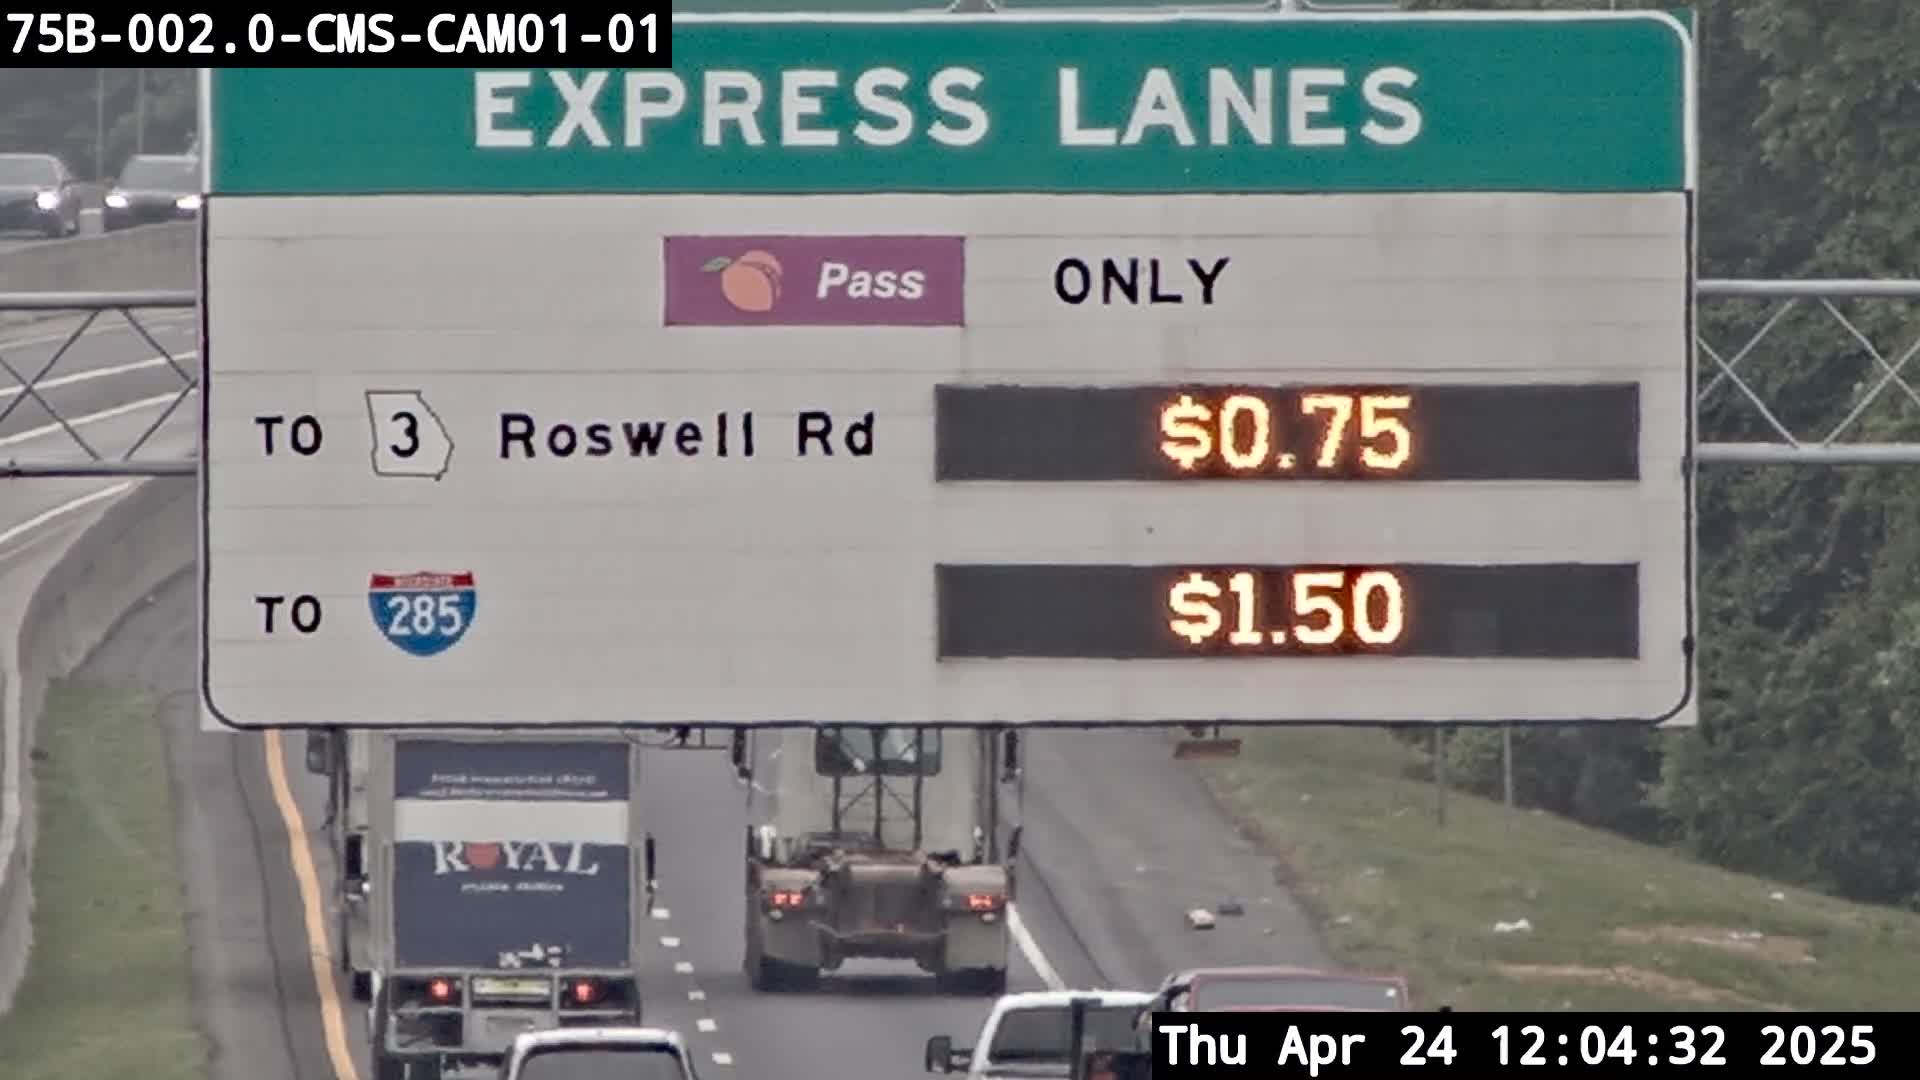 75B-002.0-CMS-CAM01-01
EXPRESS LANES
Pass ONLY
TO 3 Roswell Rd $0.75
INTERSTATE
TO 285 $1.50
ROYAL
Thu Apr 24 12:04:32 2025